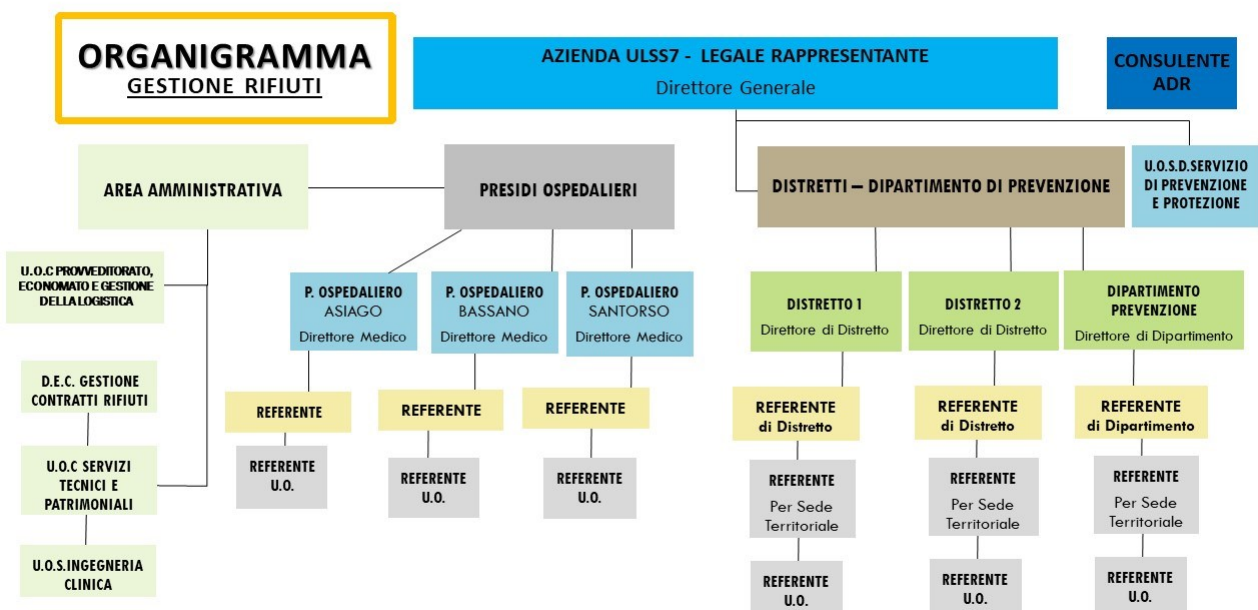 ORGANIGRAMMA
GESTIONE RIFIUTI
AZIENDA ULSS7 - LEGALE RAPPRESENTANTE
Direttore Generale
CONSULENTE
ADR
AREA AMMINISTRATIVA
PRESIDI OSPEDALIERI
DISTRETTI – DIPARTIMENTO DI PREVENZIONE
U.O.S.D.SERVIZIO
DI PREVENZIONE
E PROTEZIONE
U.O.C PROVVEDITORATO,
ECONOMATO E GESTIONE
DELLA LOGISTICA
D.E.C. GESTIONE
CONTRATTI RIFIUTI
U.O.C SERVIZI
TECNICI E
PATRIMONIALI
U.O.S.INGEGNERIA
CLINICA
P. OSPEDALIERO
ASIAGO
Direttore Medico
REFERENTE
REFERENTE
U.O.
P. OSPEDALIERO
BASSANO
Direttore Medico
REFERENTE
REFERENTE
U.O.
P. OSPEDALIERO
SANTORSO
Direttore Medico
REFERENTE
REFERENTE
U.O.
DISTRETTO 1
Direttore di Distretto
REFERENTE
di Distretto
REFERENTE
Per Sede
Territoriale
REFERENTE
U.O.
DISTRETTO 2
Direttore di Distretto
REFERENTE
di Distretto
REFERENTE
Per Sede
Territoriale
REFERENTE
U.O.
DIPARTIMENTO
PREVENZIONE
Direttore di Dipartimento
REFERENTE
di Dipartimento
REFERENTE
Per Sede
Territoriale
REFERENTE
U.O.